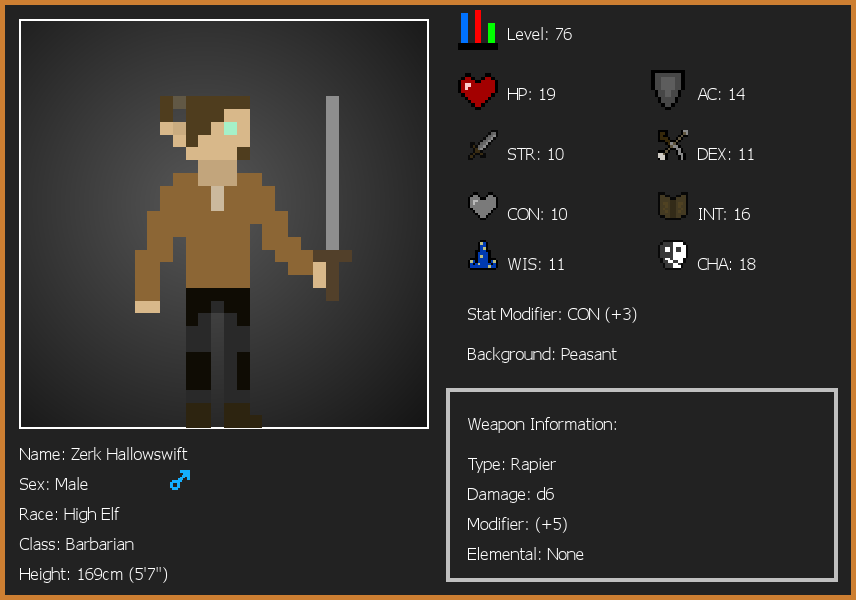 Level: 76
HP: 19
AC: 14
STR: 10
DEX: 11
CON: 10
INT: 16
WIS: 11
CHA: 18
Stat Modifier: CON (+3)
Background: Peasant
Weapon Information:
Type: Rapier
Damage: d6
Modifier: (+5)
Elemental: None
Name: Zerk Hallowswift
Sex: Male
Race: High Elf
Class: Barbarian
Height: 169cm (5'7")